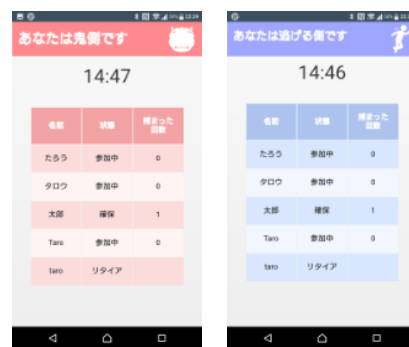 あなたは鬼側です
14:47
名前 状態 捕まった
回数
たろう 参加中 0
タロウ 参加中 0
太郎 確保 1
Taro 参加中 0
taro リタイア
あなたは逃げる側です
14:46
名前 状態 捕まった
回数
たろう 参加中 0
タロウ 参加中 0
太郎 確保 1
Taro 参加中 0
taro リタイア